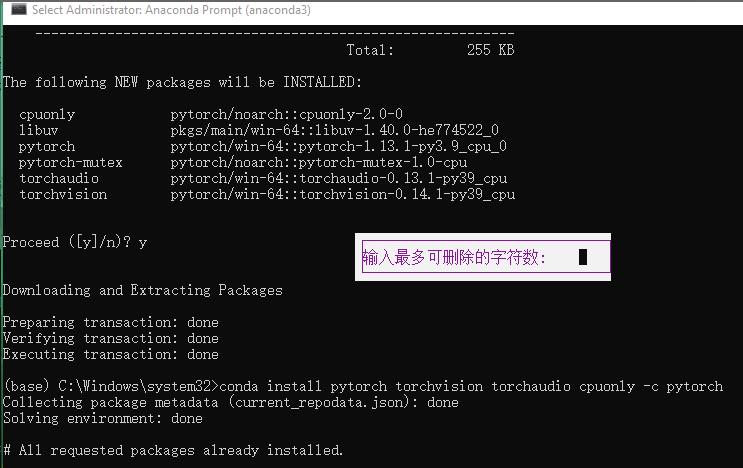 Select Administrator: Anaconda Prompt (anaconda3)
------------------------------------------------------------
Total: 255 KB
The following NEW packages will be INSTALLED:
cpuonly pytorch/noarch::cpuonly-2.0-0
libuv pkgs/main/win-64::libuv-1.40.0-he774522_0
pytorch pytorch/win-64::pytorch-1.13.1-py3.9_cpu_0
pytorch-mutex pytorch/noarch::pytorch-mutex-1.0-cpu
torchaudio pytorch/win-64::torchaudio-0.13.1-py39_cpu
torchvision pytorch/win-64::torchvision-0.14.1-py39_cpu
Proceed ([y]/n)? y
输入最多可删除的字符数:
Downloading and Extracting Packages
Preparing transaction: done
Verifying transaction: done
Executing transaction: done
(base) C:\Windows\system32>conda install pytorch torchvision torchaudio cpuonly -c pytorch
Collecting package metadata (current_repodata.json): done
Solving environment: done
# All requested packages already installed.